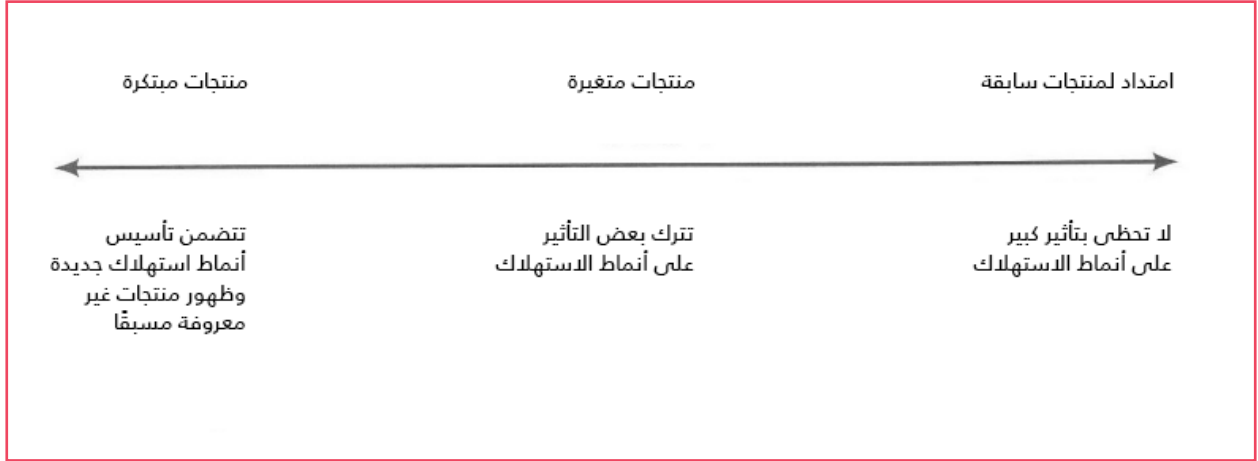 امتداد لمنتجات سابقة
منتجات متغيرة
منتجات مبتكرة
لا تحظى بتأثير كبير
على أنماط الاستهلاك
تترك بعض التأثير
على أنماط الاستهلاك
تتضمن تأسيس
أنماط استهلاك جديدة
وظهور منتجات غير
معروفة مسبقًا